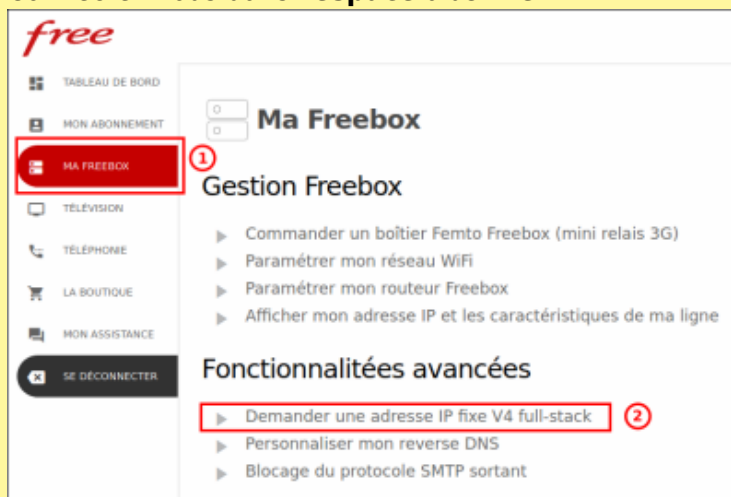 free
TABLEAU DE BORD
MON ABONNEMENT
MA FREEBOX
1
TÉLÉVISION
TÉLÉPHONIE
LA BOUTIQUE
MON ASSISTANCE
SE DÉCONNECTER
Ma Freebox
Gestion Freebox
Commander un boîtier Femto Freebox (mini relais 3G)
Paramétrer mon réseau WiFi
Paramétrer mon routeur Freebox
Afficher mon adresse IP et les caractéristiques de ma ligne
Fonctionnalitées avancées
Demander une adresse IP fixe V4 full-stack
2
Personnaliser mon reverse DNS
Blocage du protocole SMTP sortant